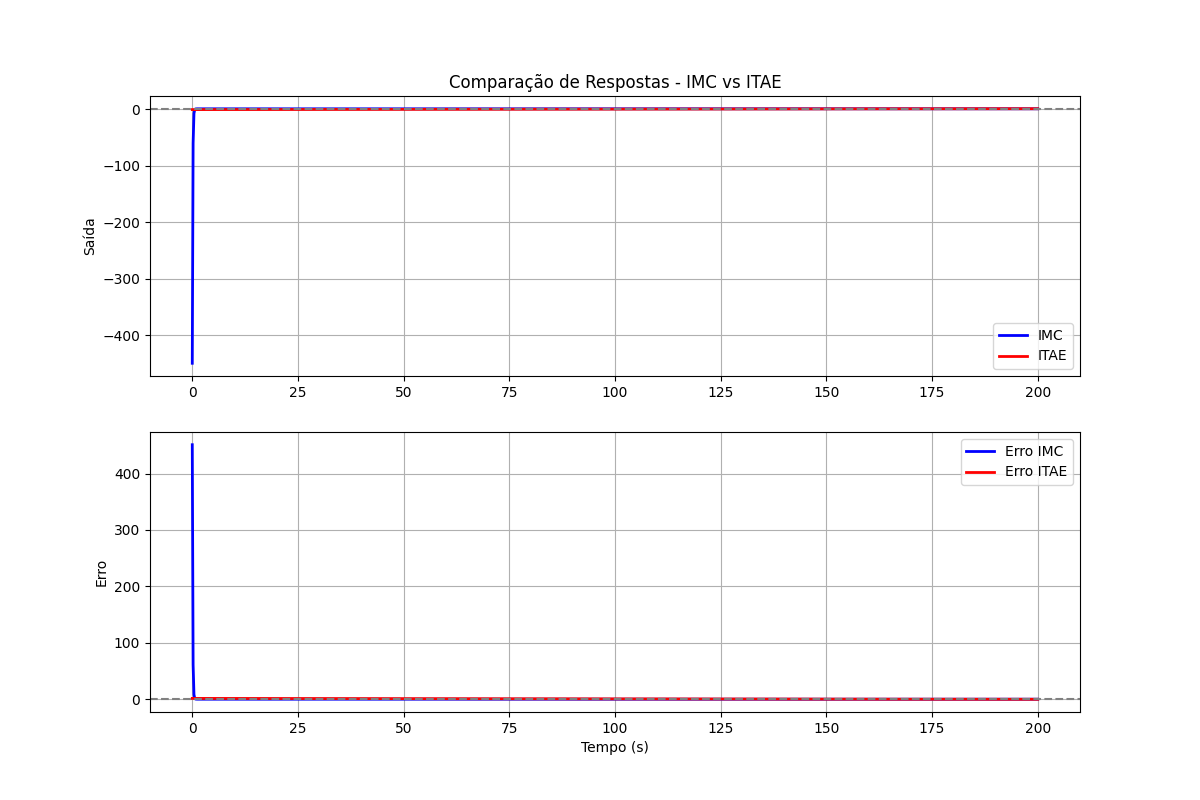 Comparação de Respostas - IMC vs ITAE
Saída
0
−100
−200
−300
−400
IMC
ITAE
0 25 50 75 100 125 150 175 200
Erro
400
300
200
100
0
Erro IMC
Erro ITAE
0 25 50 75 100 125 150 175 200
Tempo (s)